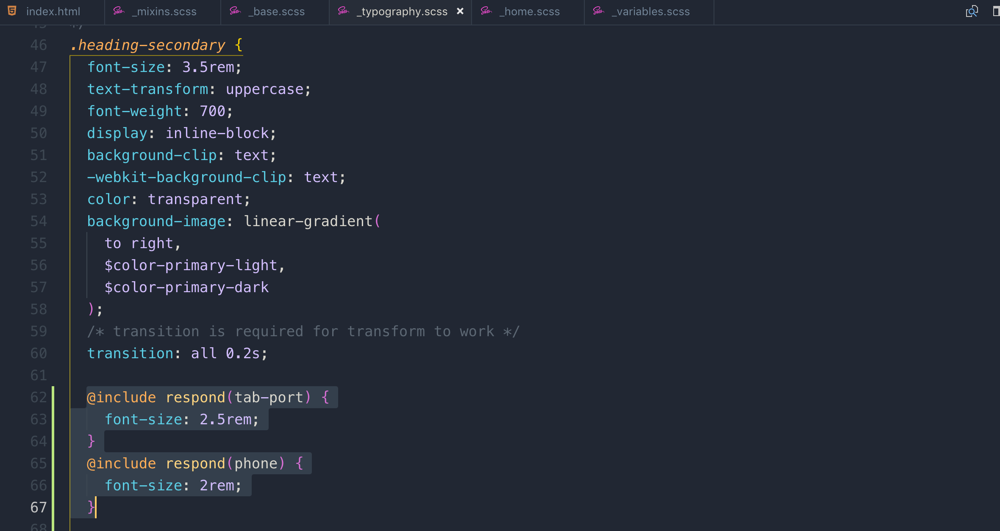 index.html
_mixins.scss
_base.scss
_typography.scss
_home.scss
_variables.scss
45 */
46 .heading-secondary {
47 font-size: 3.5rem;
48 text-transform: uppercase;
49 font-weight: 700;
50 display: inline-block;
51 background-clip: text;
52 -webkit-background-clip: text;
53 color: transparent;
54 background-image: linear-gradient(
55 to right,
56 $color-primary-light,
57 $color-primary-dark
58 );
59 /* transition is required for transform to work */
60 transition: all 0.2s;
61
62 @include respond(tab-port) {
63 font-size: 2.5rem;
64 }
65 @include respond(phone) {
66 font-size: 2rem;
67 }
68